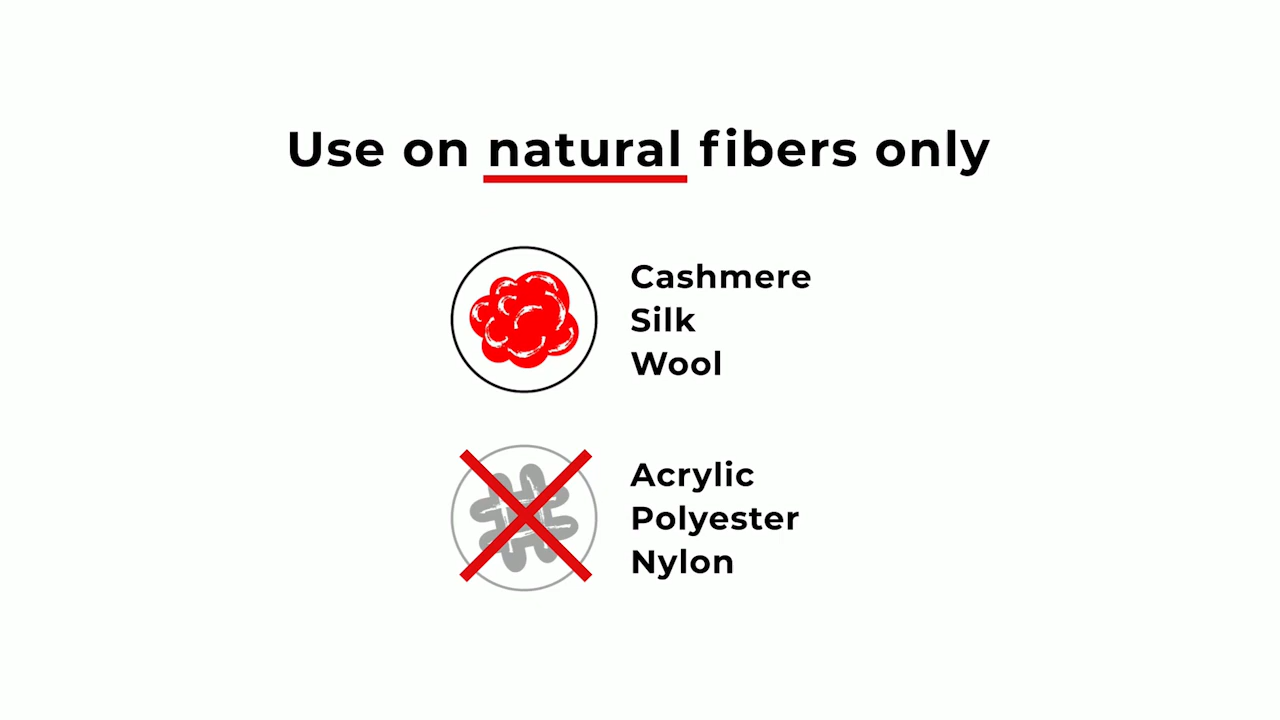 Use on natural fibers only
Cashmere
Silk
Wool
Acrylic
Polyester
Nylon